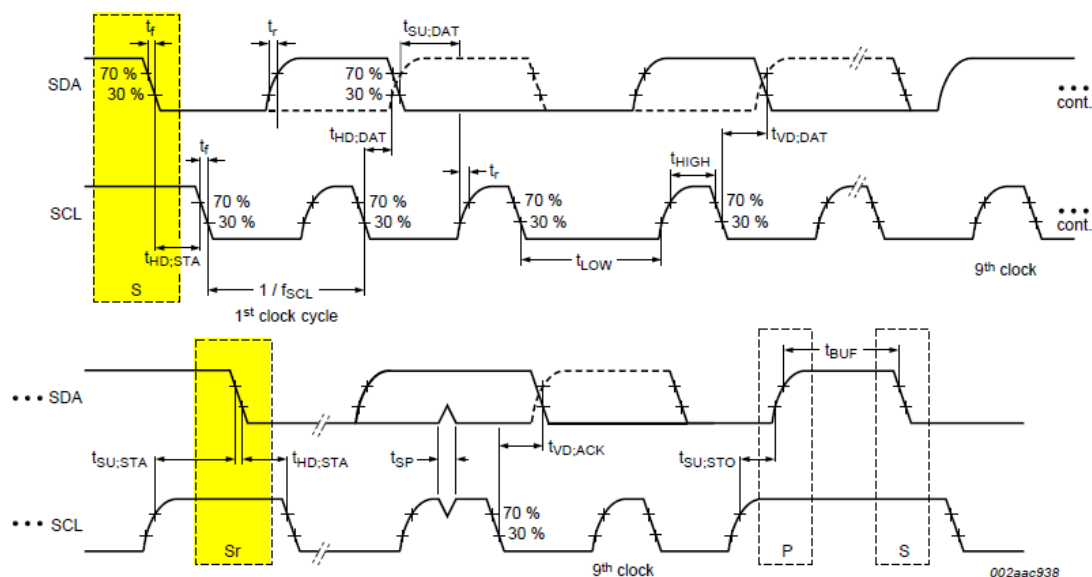 tf
tr
tSU;DAT
SDA
70 %
30 %
70 %
30 %
cont.
tHD;DAT
tVD;DAT
tf
tr
tHIGH
SCL
70 %
30 %
70 %
30 %
70 %
30 %
70 %
30 %
cont.
tHD;STA
tLOW
S
1 / fSCL
1st clock cycle
9th clock
tBUF
SDA
tSU;STA
tHD;STA
tSP
tVD;ACK
tSU;STO
SCL
70 %
30 %
Sr
9th clock
P
S
002aac938